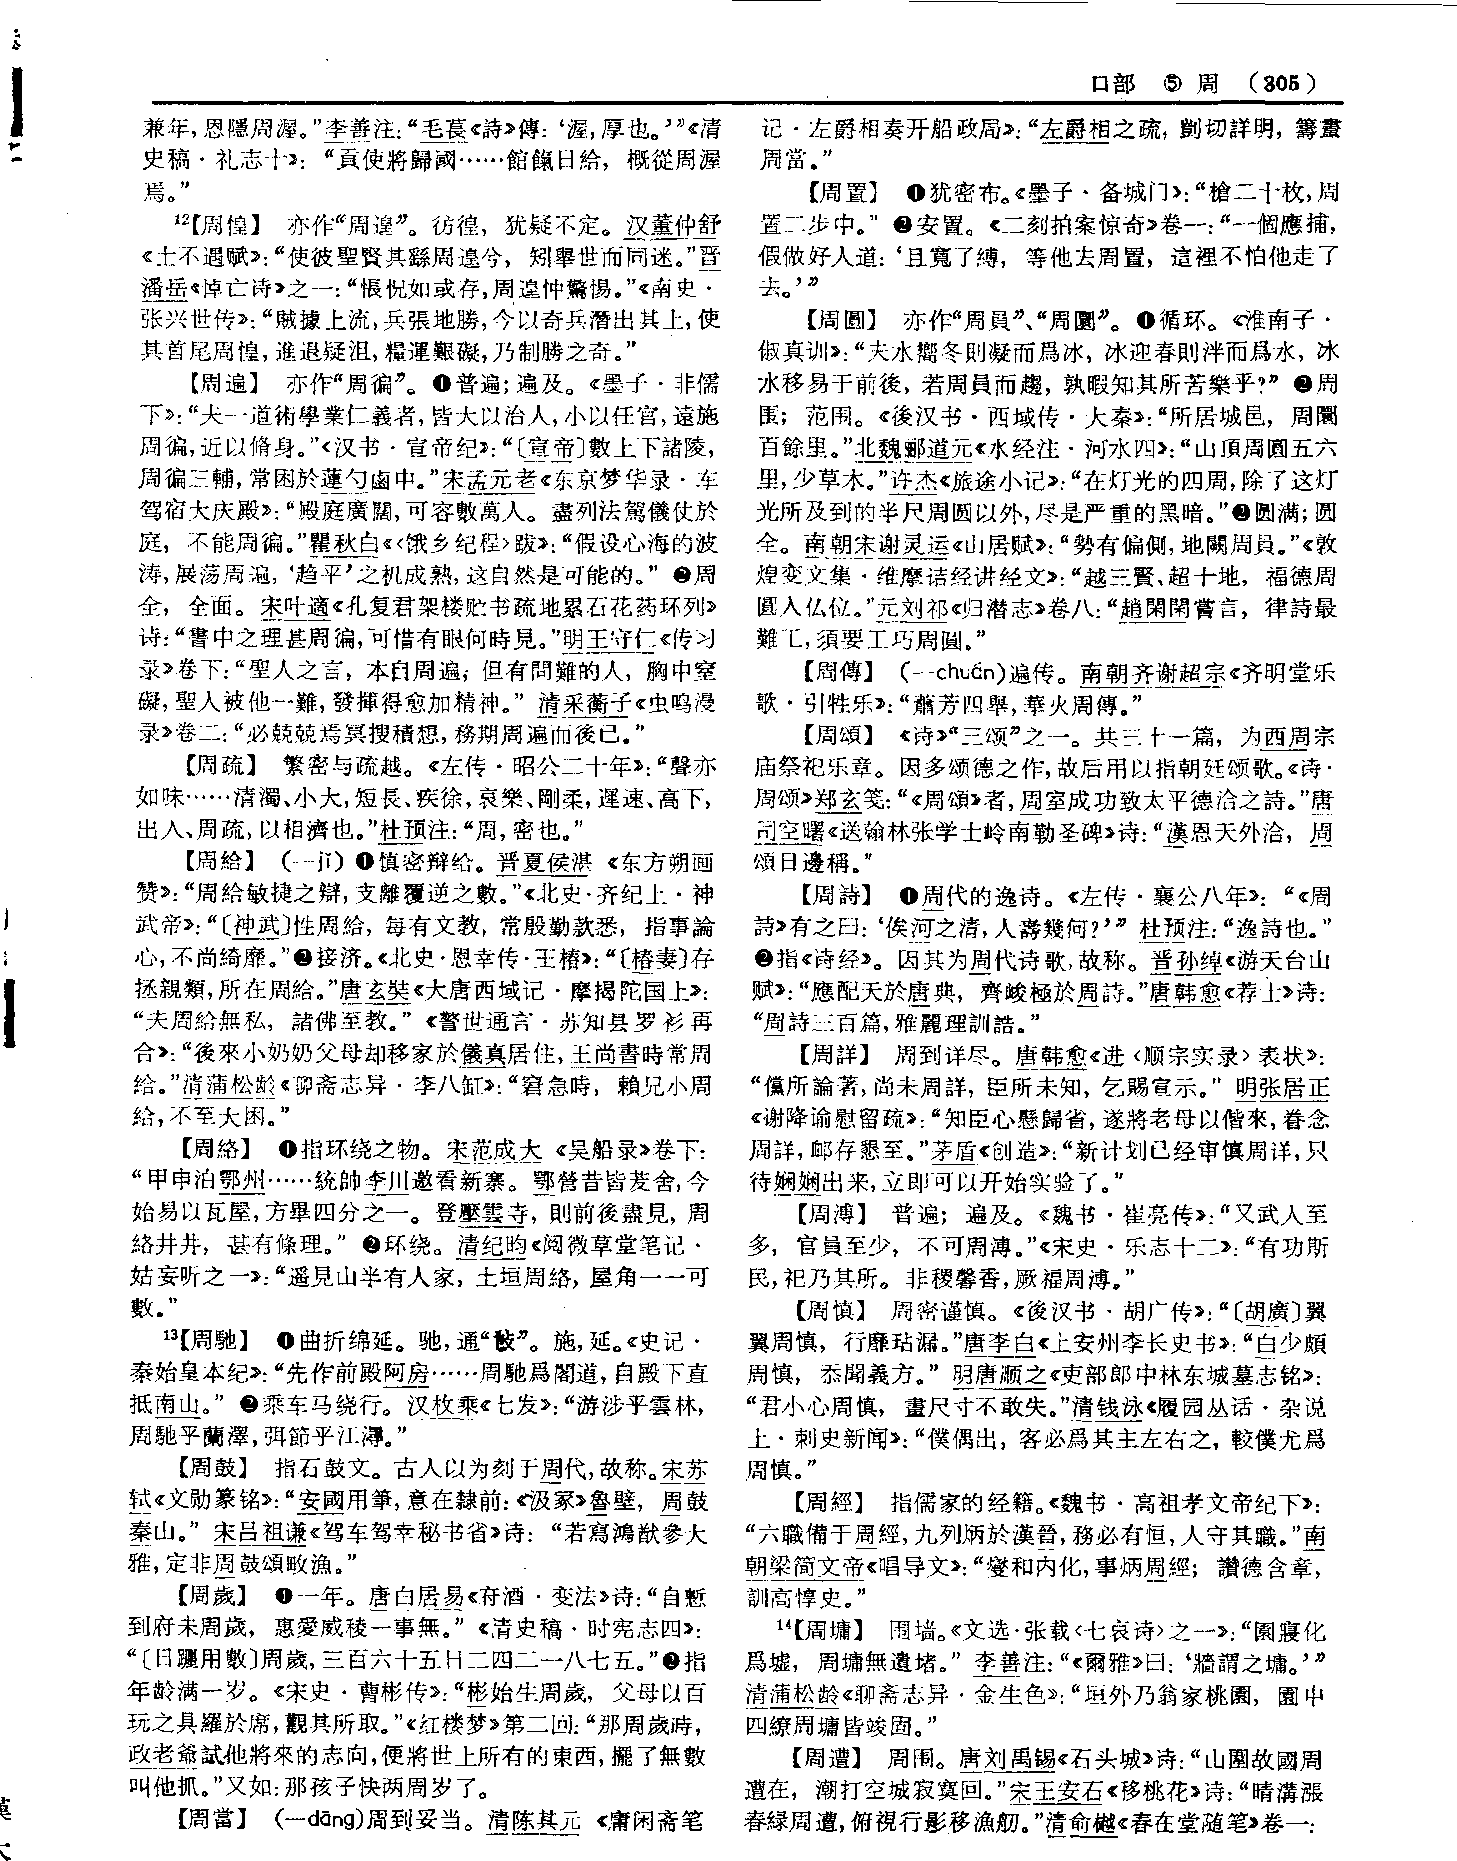 口部 ⑤ 周 （305）
兼年，恩隱周渥。”李善注：“毛萇《詩》傳：‘渥，厚也。’”《清
史稿·礼志十》：“貢使將歸國……館餼日給，概從周渥
焉。”
¹²【周惶】 亦作“周遑”。彷徨，犹疑不定。汉董仲舒
《士不遇赋》：“使彼聖賢其繇周遑兮，矧舉世而同迷。”晋
潘岳《悼亡诗》之一：“悵怳如或存，周遑忡驚惕。”《南史·
张兴世传》：“賊據上流，兵張地勝，今以奇兵潛出其上，使
其首尾周惶，進退疑沮，糧運艱礙，乃制勝之奇。”
【周遍】 亦作“周徧”。❶普遍；遍及。《墨子·非儒
下》：“夫一道術學業仁義者，皆大以治人，小以任官，遠施
周徧，近以脩身。”《汉书·宣帝纪》：“〔宣帝〕數上下諸陵，
周徧三輔，常困於蓮勺鹵中。”宋孟元老《东京梦华录·车
驾宿大庆殿》：“殿庭廣闊，可容數萬人。盡列法駕儀仗於
庭，不能周徧。”瞿秋白《〈饿乡纪程〉跋》：“假设心海的波
涛，展荡周遍，‘趋平’之机成熟，这自然是可能的。” ❷周
全，全面。宋叶適《孔复君架楼贮书疏地累石花药环列》
诗：“書中之理甚周徧，可惜有眼何時見。”明王守仁《传习
录》卷下：“聖人之言，本自周遍；但有問難的人，胸中窒
礙，聖人被他一難，發揮得愈加精神。”清采蘅子《虫鸣漫
录》卷二：“必兢兢焉冥搜積想，務期周遍而後已。”
【周疏】 繁密与疏越。《左传·昭公二十年》：“聲亦
如味……清濁、小大，短長、疾徐，哀樂、剛柔，遲速、高下，
出入、周疏，以相濟也。”杜预注：“周，密也。”
【周給】 （—jǐ）❶慎密辩给。晋夏侯湛《东方朔画
赞》：“周給敏捷之辯，支離覆逆之數。”《北史·齐纪上·神
武帝》：“〔神武〕性周給，每有文教，常殷勤款悉，指事論
心，不尚綺靡。”❷接济。《北史·恩幸传·王椿》：“〔椿妻〕存
拯親類，所在周給。”唐玄奘《大唐西域记·摩揭陀国上》：
“夫周給無私，諸佛至教。”《警世通言·苏知县罗衫再
合》：“後來小奶奶父母却移家於儀真居住，王尚書時常周
给。”清蒲松龄《聊斋志异·李八缸》：“窘急時，賴兄小周
給，不至大困。”
【周絡】 ❶指环绕之物。宋范成大《吴船录》卷下：
“甲申泊鄂州……統帥李川邀看新寨。鄂營昔皆茇舍，今
始易以瓦屋，方畢四分之一。登壓雲寺，則前後盡見，周
絡井井，甚有條理。” ❷环绕。清纪昀《阅微草堂笔记·
姑妄听之一》：“遥見山半有人家，土垣周絡，屋角一一可
數。”
¹³【周馳】 ❶曲折绵延。驰，通“㢮”。施，延。《史记·
秦始皇本纪》：“先作前殿阿房……周馳爲閣道，自殿下直
抵南山。” ❷乘车马绕行。汉枚乘《七发》：“游涉乎雲林，
周馳乎蘭澤，弭節乎江潯。”
【周鼓】 指石鼓文。古人以为刻于周代，故称。宋苏
轼《文勋篆铭》：“安國用筆，意在隸前：《汲冢》魯壁，周鼓
秦山。”宋吕祖谦《驾车驾幸秘书省》诗：“若寫鴻猷參大
雅，定非周鼓頌畋漁。”
【周歲】 ❶一年。唐白居易《府酒·变法》诗：“自慙
到府未周歲，惠愛威稜一事無。”《清史稿·时宪志四》：
“〔日躔用數〕周歲，三百六十五日二四二一八七五。”❷指
年龄满一岁。《宋史·曹彬传》：“彬始生周歲，父母以百
玩之具羅於席，觀其所取。”《红楼梦》第二回：“那周歲時，
政老爺試他將來的志向，便將世上所有的東西，擺了無數
叫他抓。”又如：那孩子快两周岁了。
【周當】 （—dāng）周到妥当。清陈其元《庸闲斋笔
记·左爵相奏开船政局》：“左爵相之疏，剴切詳明，籌畫
周當。”
【周置】 ❶犹密布。《墨子·备城门》：“槍二十枚，周
置二步中。” ❷安置。《二刻拍案惊奇》卷一：“一個應捕，
假做好人道：‘且寬了縛，等他去周置，這裡不怕他走了
去。’”
【周圓】 亦作“周員”、“周圜”。❶循环。《淮南子·
俶真训》：“夫水嚮冬則凝而爲冰，冰迎春則泮而爲水，冰
水移易于前後，若周員而趨，孰暇知其所苦樂乎？” ❷周
围；范围。《後汉书·西域传·大秦》：“所居城邑，周圜
百餘里。”北魏郦道元《水经注·河水四》：“山頂周圓五六
里，少草木。”许杰《旅途小记》：“在灯光的四周，除了这灯
光所及到的半尺周圆以外，尽是严重的黑暗。”❸圆满；圆
全。南朝宋谢灵运《山居赋》：“勢有偏側，地闕周員。”《敦
煌变文集·维摩诘经讲经文》：“越三賢、超十地，福德周
圓入仏位。”元刘祁《归潜志》卷八：“趙閑閑嘗言，律詩最
難工，須要工巧周圓。”
【周傳】 （—chuán）遍传。南朝齐谢超宗《齐明堂乐
歌·引牲乐》：“蕭芳四舉，華火周傳。”
【周頌】 《诗》“三颂”之一。共三十一篇，为西周宗
庙祭祀乐章。因多颂德之作，故后用以指朝廷颂歌。《诗·
周颂》郑玄笺：“《周頌》者，周室成功致太平德洽之詩。”唐
司空曙《送翰林张学士岭南勒圣碑》诗：“漢恩天外洽，周
頌日邊稱。”
【周詩】 ❶周代的逸诗。《左传·襄公八年》：“《周
詩》有之曰：‘俟河之清，人壽幾何？’” 杜预注：“逸詩也。”
❷指《诗经》。因其为周代诗歌，故称。晋孙绰《游天台山
赋》：“應配天於唐典，齊峻極於周詩。”唐韩愈《荐士》诗：
“周詩三百篇，雅麗理訓誥。”
【周詳】 周到详尽。唐韩愈《进〈顺宗实录〉表状》：
“儻所論著，尚未周詳，臣所未知，乞賜宣示。” 明张居正
《谢降谕慰留疏》：“知臣心懸歸省，遂將老母以偕來，眷念
周詳，卹存懇至。”茅盾《创造》：“新计划已经审慎周详，只
待娴娴出来，立即可以开始实验了。”
【周溥】 普遍；遍及。《魏书·崔亮传》：“又武人至
多，官員至少，不可周溥。”《宋史·乐志十二》：“有功斯
民，祀乃其所。非稷馨香，厥福周溥。”
【周慎】 周密谨慎。《後汉书·胡广传》：“〔胡廣〕翼
翼周慎，行靡玷漏。”唐李白《上安州李长史书》：“白少頗
周慎，忝聞義方。”明唐顺之《吏部郎中林东城墓志铭》：
“君小心周慎，畫尺寸不敢失。”清钱泳《履园丛话·杂说
上·刺史新闻》：“僕偶出，客必爲其主左右之，較僕尤爲
周慎。”
【周經】 指儒家的经籍。《魏书·高祖孝文帝纪下》：
“六職備于周經，九列炳於漢晉，務必有恒，人守其職。”南
朝梁简文帝《唱导文》：“燮和内化，事炳周經；讚德含章，
訓高惇史。”
¹⁴【周墉】 围墙。《文选·张载〈七哀诗〉之一》：“園寢化
爲墟，周墉無遺堵。” 李善注：“《爾雅》曰：‘牆謂之墉。’”
清蒲松龄《聊斋志异·金生色》：“垣外乃翁家桃園，園中
四繚周墉皆竣固。”
【周遭】 周围。唐刘禹锡《石头城》诗：“山圍故國周
遭在，潮打空城寂寞回。”宋王安石《移桃花》诗：“晴溝漲
春緑周遭，俯視行影移漁舠。”清俞樾《春在堂随笔》卷一：